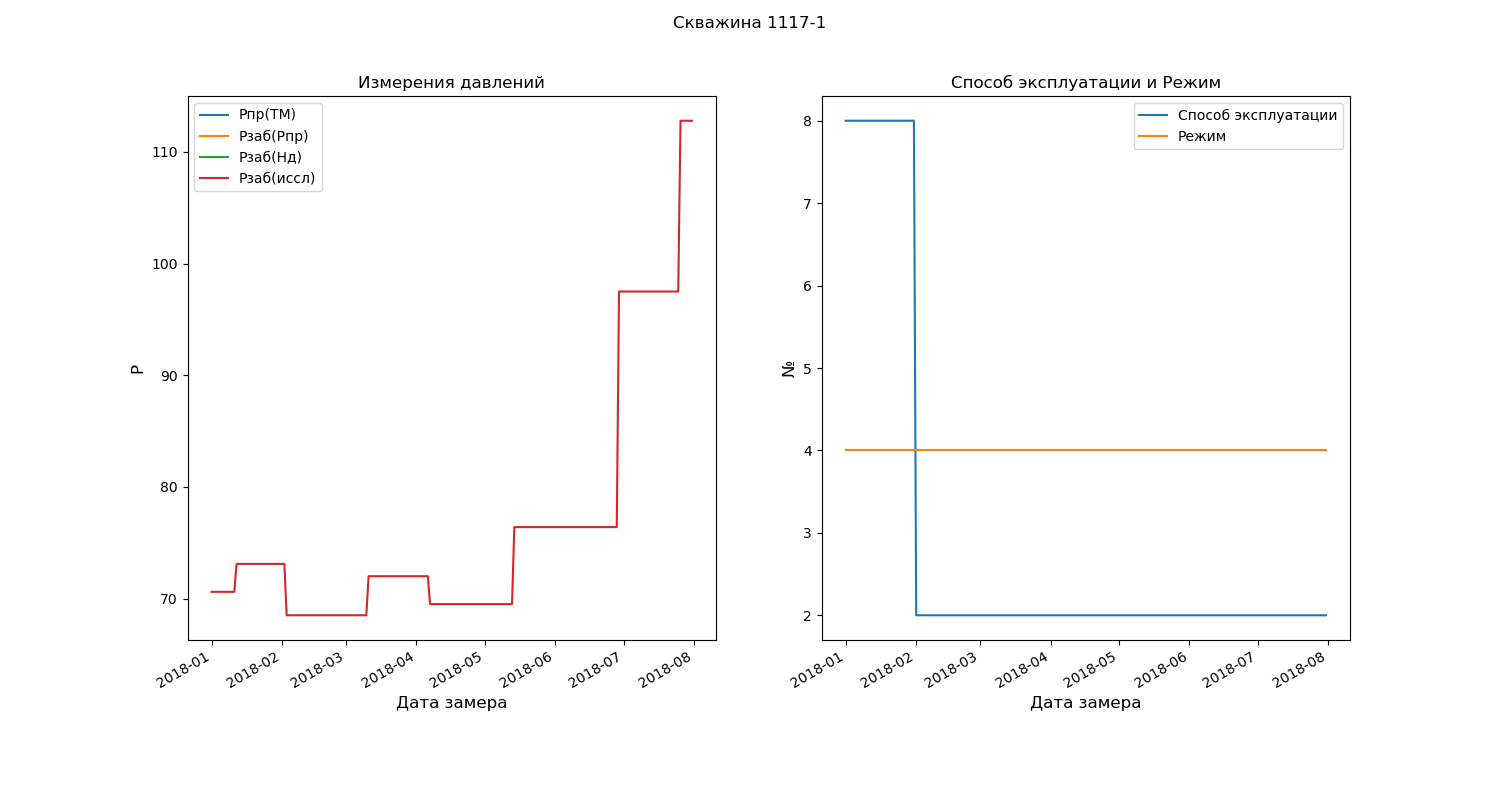 Скважина 1117-1
Измерения давлений
Рпр(ТМ)
Рзаб(Рпр)
Рзаб(Нд)
Рзаб(иссл)
110
100
90
80
70
Р
2018-01
2018-02
2018-03
2018-04
2018-05
2018-06
2018-07
2018-08
Дата замера
Способ эксплуатации и Режим
Способ эксплуатации
Режим
8
7
6
5
4
3
2
№
2018-01
2018-02
2018-03
2018-04
2018-05
2018-06
2018-07
2018-08
Дата замера